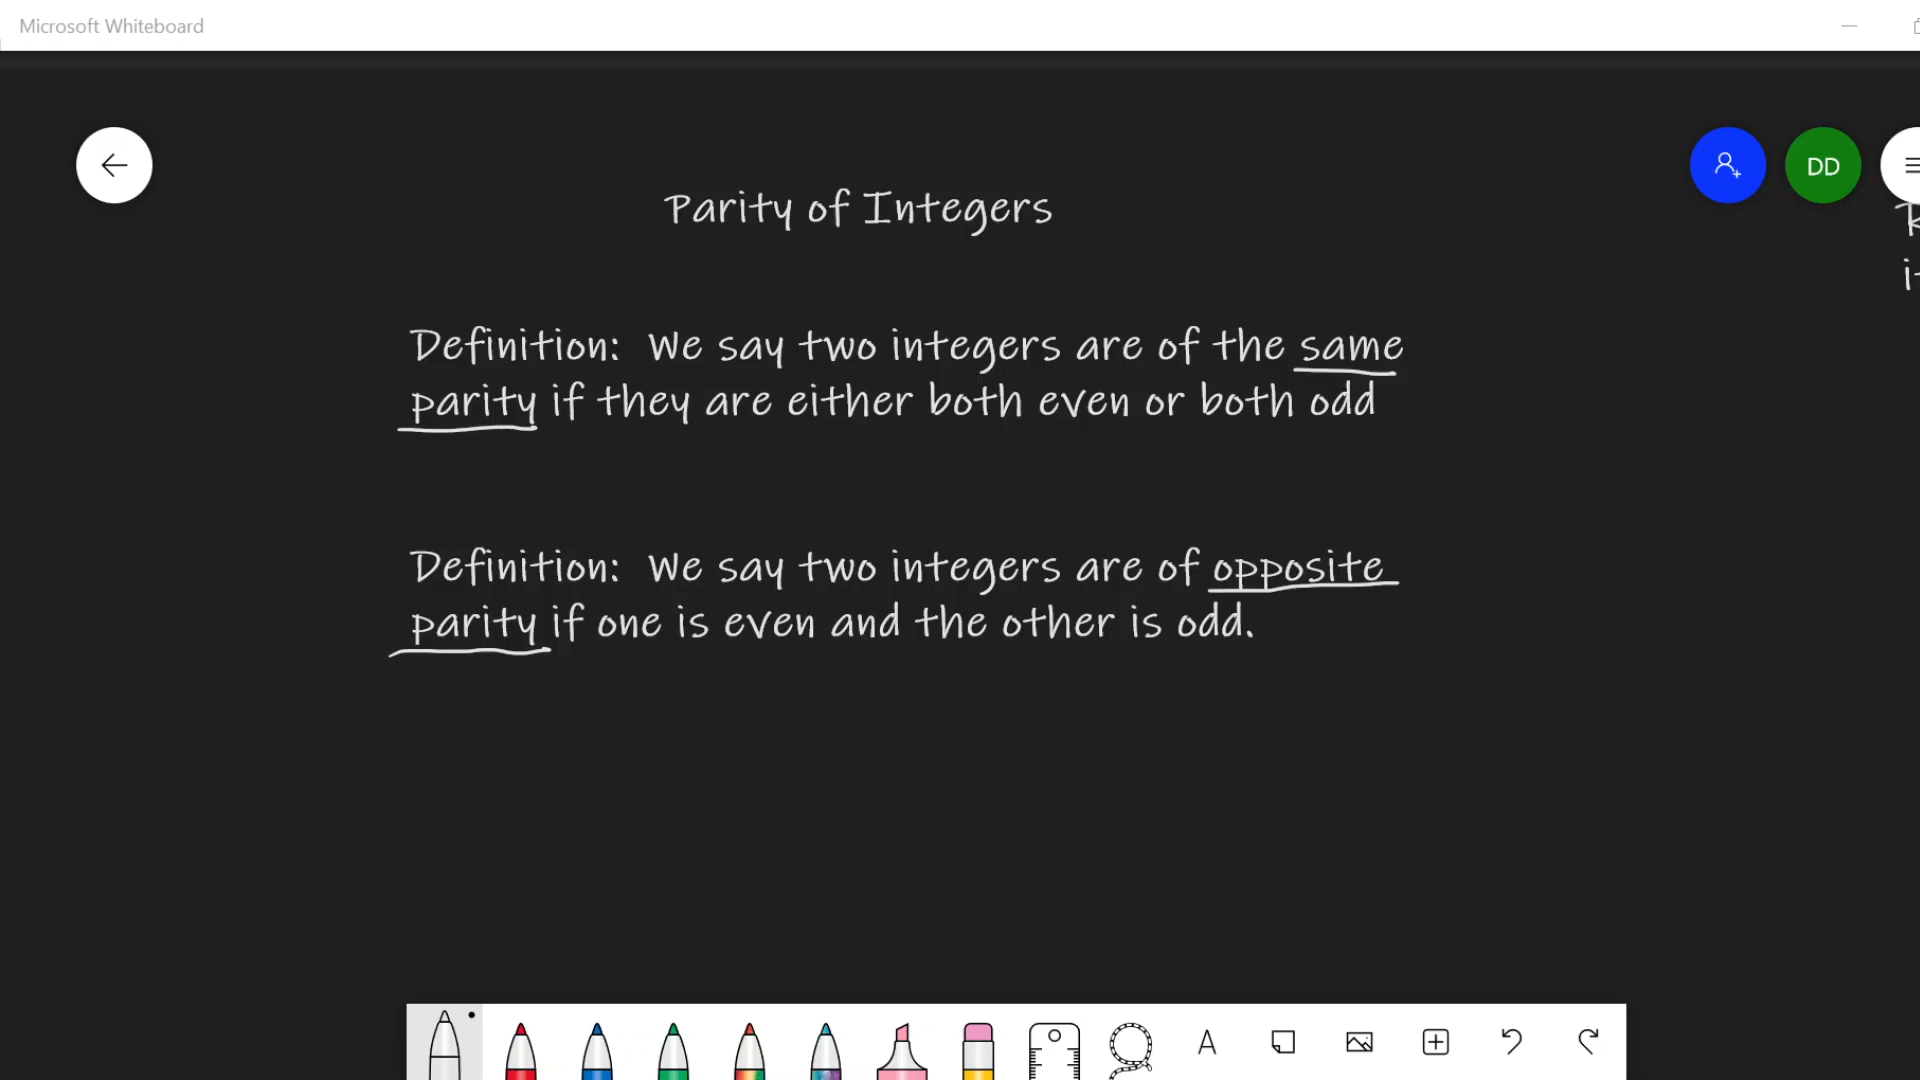 Microsoft Whiteboard
DD
Parity of Integers
Definition: We say two integers are of the same
parity if they are either both even or both odd
Definition: We say two integers are of opposite
parity if one is even and the other is odd.
A